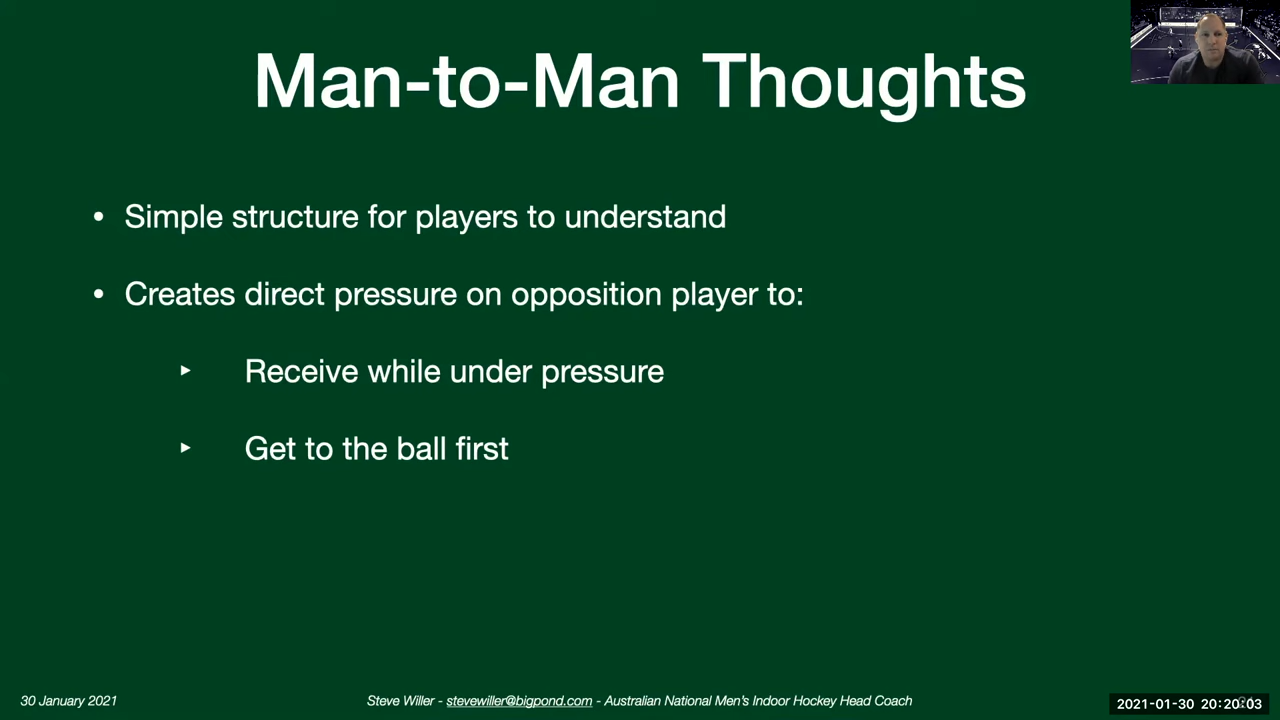 Man-to-Man Thoughts
• Simple structure for players to understand
• Creates direct pressure on opposition player to:
‣ Receive while under pressure
‣ Get to the ball first
30 January 2021
Steve Willer - stevewiller@bigpond.com - Australian National Men's Indoor Hockey Head Coach
2021-01-30 20:20:03